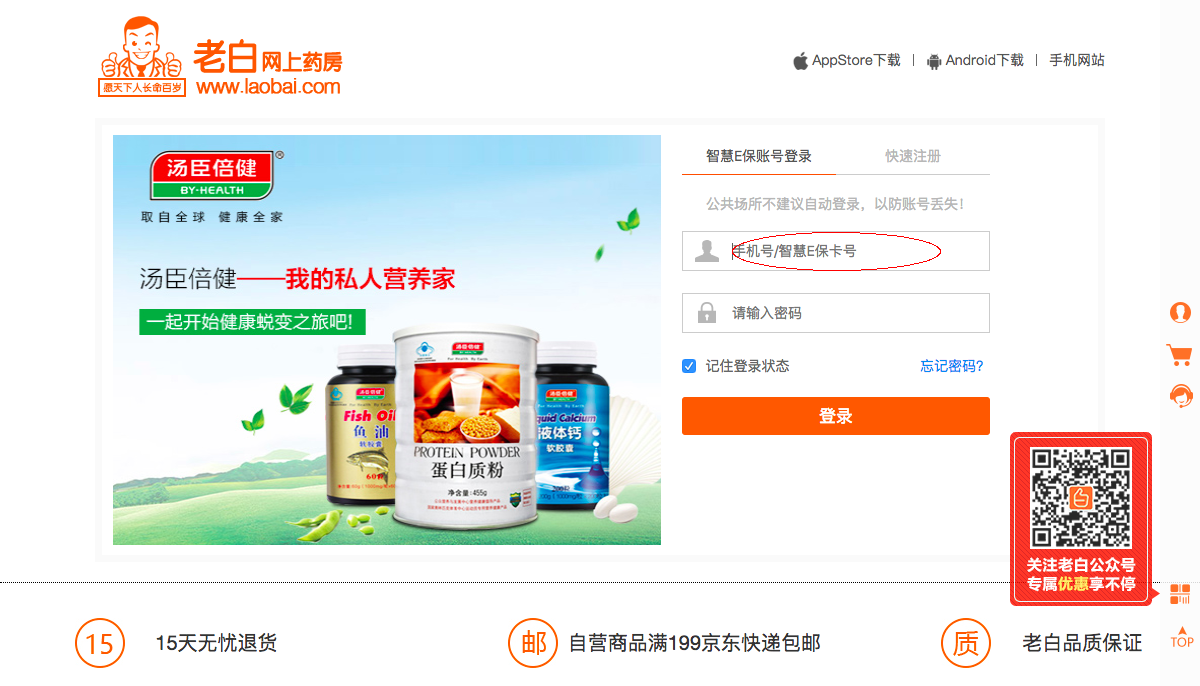 老白网上药房
www.laobai.com
愿天下人长命百岁
AppStore下载
Android下载
手机网站
汤臣倍健®
BY-HEALTH
取自全球 健康全家
汤臣倍健——我的私人营养家
一起开始健康蜕变之旅吧!
汤臣倍健
Fish Oil
鱼油
软胶囊
汤臣倍健
PROTEIN POWDER
蛋白质粉
净含量:455g
汤臣倍健
Liquid Calcium
液体钙
软胶囊
智慧E保账号登录
快速注册
公共场所不建议自动登录，以防账号丢失!
手机号/智慧E保卡号
请输入密码
记住登录状态
忘记密码?
登录
关注老白公众号
专属优惠享不停
TOP
15
15天无忧退货
邮
自营商品满199京东快递包邮
质
老白品质保证